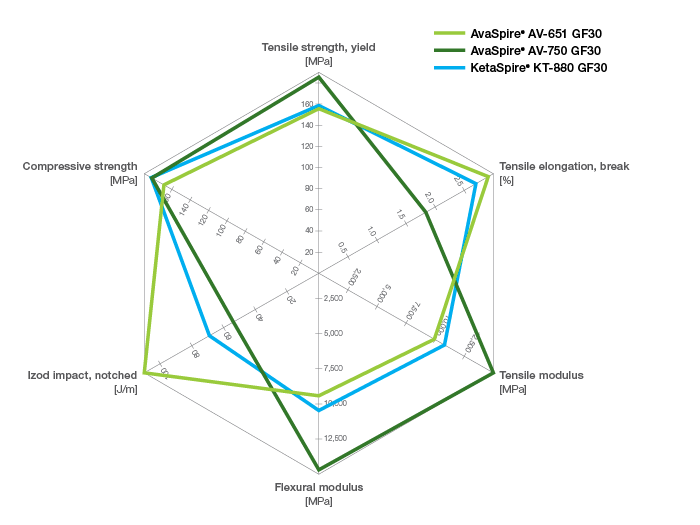 AvaSpire® AV-651 GF30
AvaSpire® AV-750 GF30
KetaSpire® KT-880 GF30
Tensile strength, yield
[MPa]
160
140
120
100
80
60
40
20
Compressive strength
[MPa]
140
120
100
80
60
40
20
Tensile elongation, break
[%]
2.5
2.0
1.5
1.0
0.5
2,500
5,000
7,500
10,000
12,500
Tensile modulus
[MPa]
20
40
60
80
Izod impact, notched
[J/m]
2,500
5,000
7,500
10,000
12,500
Flexural modulus
[MPa]